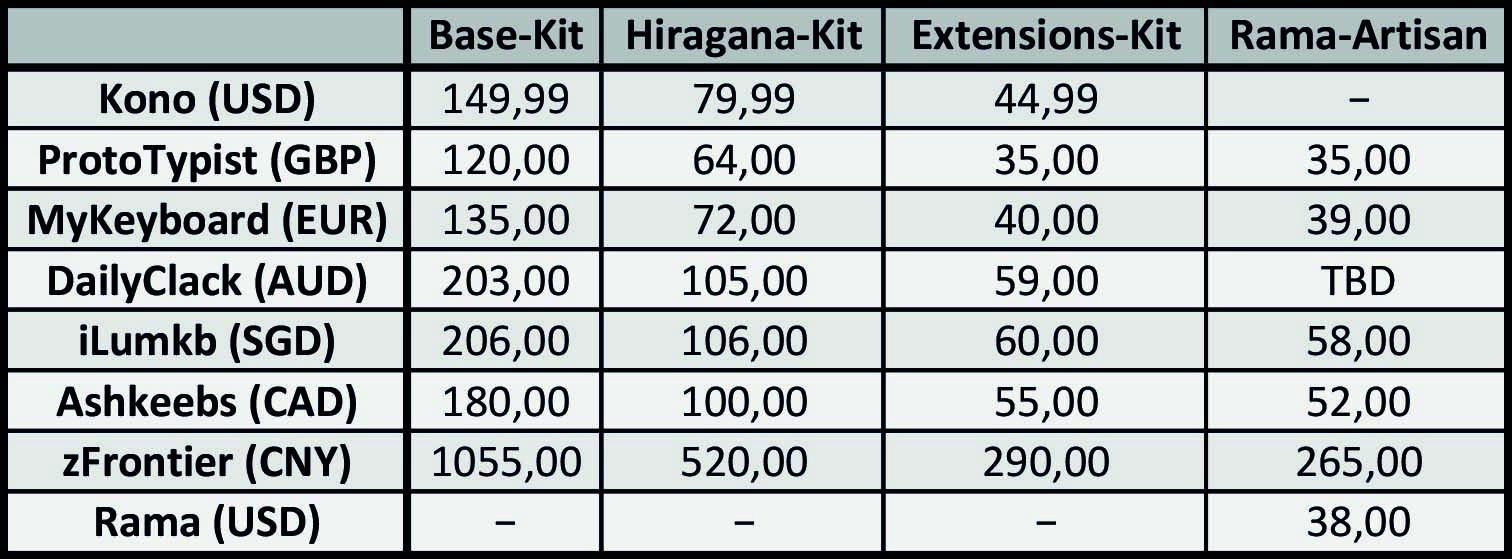 Base-Kit Hiragana-Kit Extensions-Kit Rama-Artisan
Kono (USD) 149,99 79,99 44,99 –
ProtoTypist (GBP) 120,00 64,00 35,00 35,00
MyKeyboard (EUR) 135,00 72,00 40,00 39,00
DailyClack (AUD) 203,00 105,00 59,00 TBD
iLumkb (SGD) 206,00 106,00 60,00 58,00
Ashkeebs (CAD) 180,00 100,00 55,00 52,00
zFrontier (CNY) 1055,00 520,00 290,00 265,00
Rama (USD) – – – 38,00